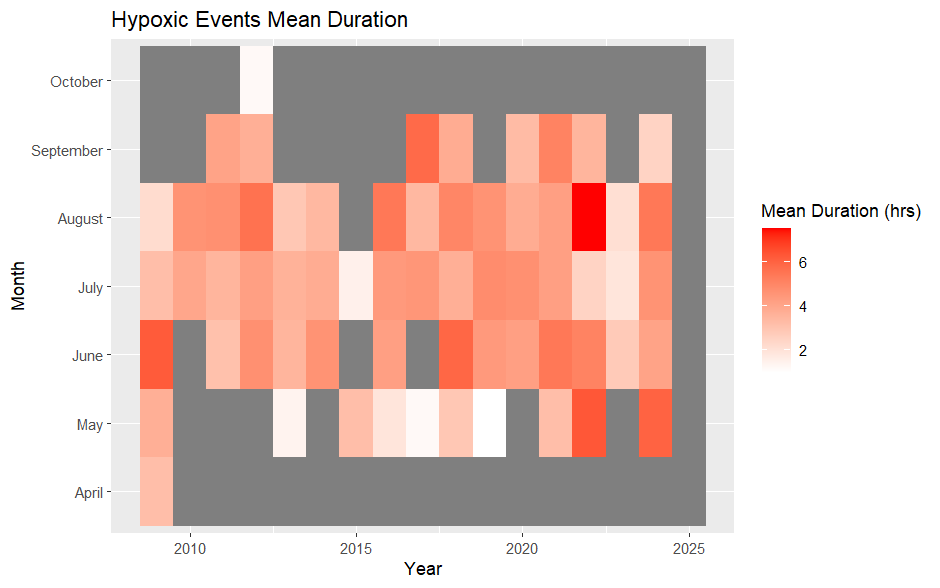 Hypoxic Events Mean Duration
Month
October
September
August
July
June
May
April
2010 2015 2020 2025
Year
Mean Duration (hrs)
6
4
2